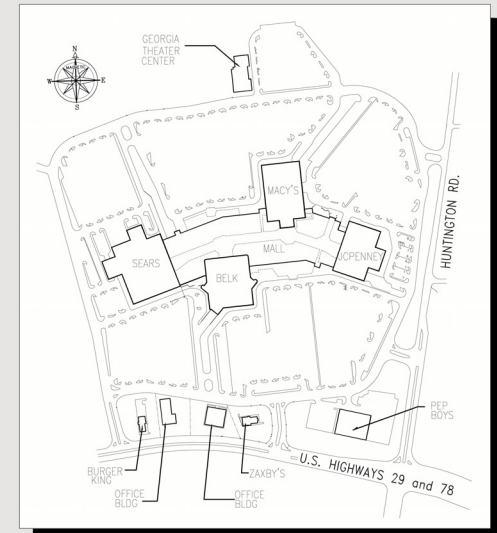 GEORGIA
THEATER
CENTER
N
W
E
S
MACY'S
HUNTINGTON RD.
MALL
SEARS
JCPENNEY
BELK
PEP
BOYS
BURGER
KING
ZAXBY'S
U.S. HIGHWAYS 29 and 78
OFFICE
BLDG
OFFICE
BLDG